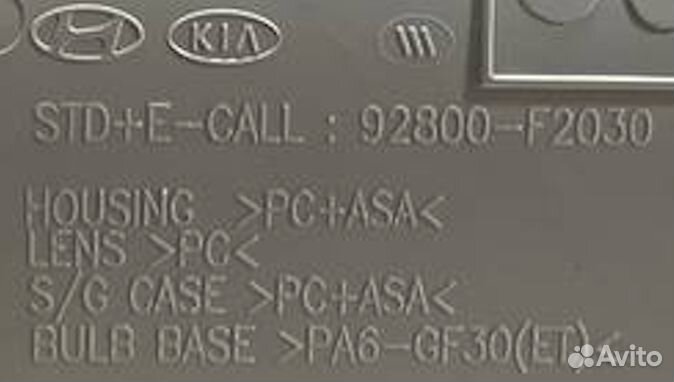 KIA
STD+E-CALL : 92800-F2030
HOUSING >PC+ASA<
LENS >PC<
S/G CASE >PC+ASA<
BULB BASE >PA6-GF30(ET)<
Avito